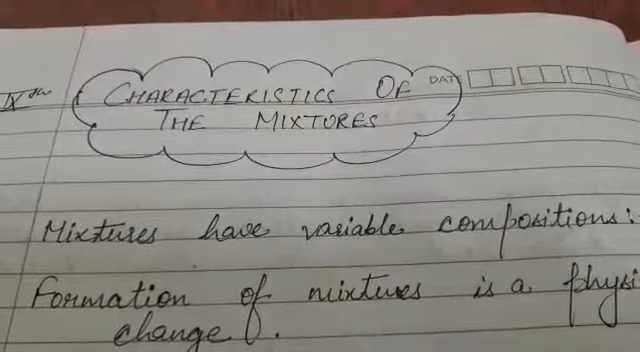 IXth
CHARACTERISTICS OF
DATE
THE MIXTURES
Mixtures have variable compositions:
Formation of mixtures is a physi
change.